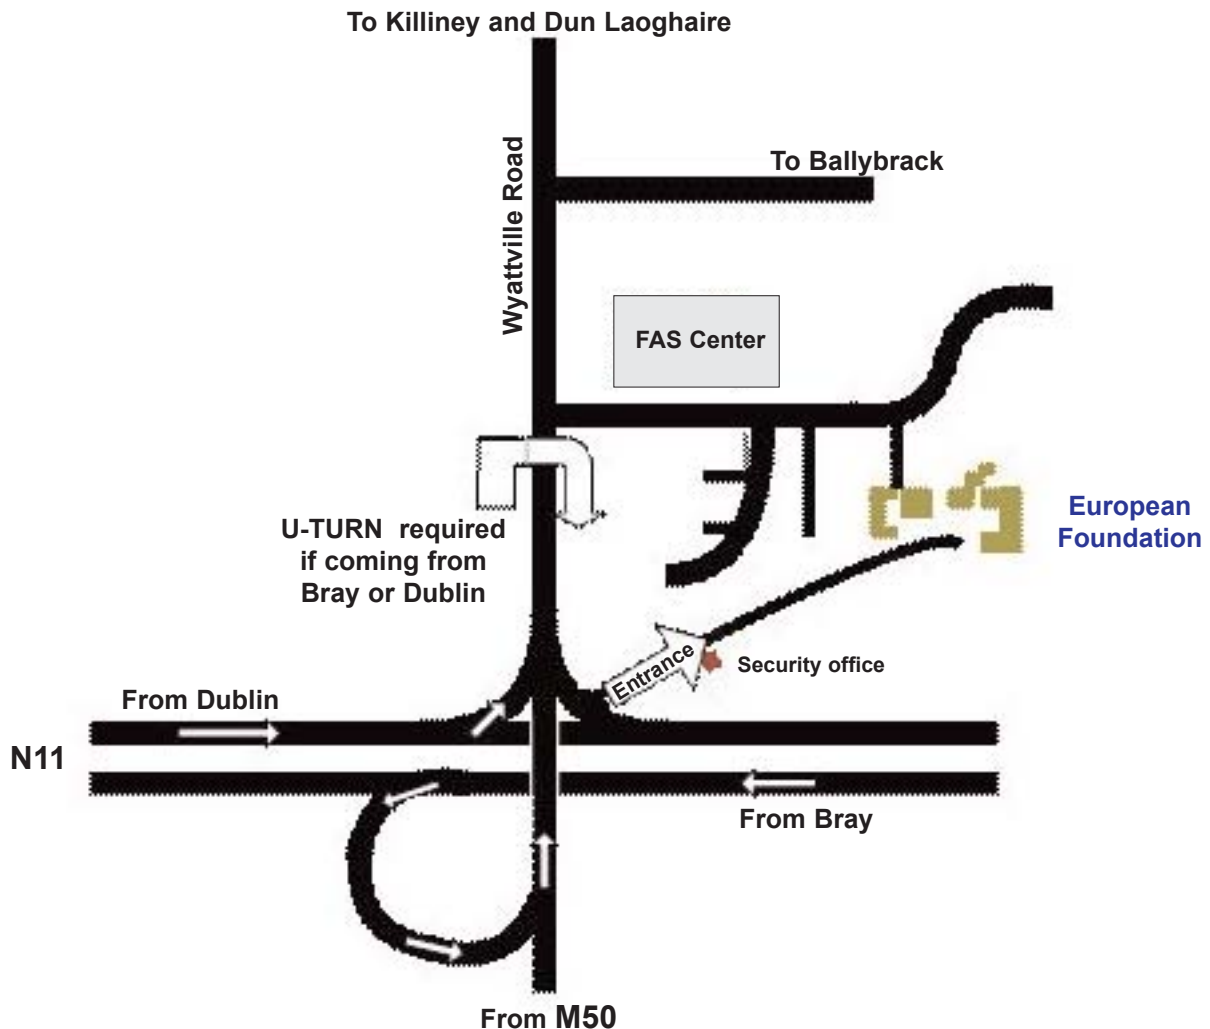 To Killiney and Dun Laoghaire
To Ballybrack
Wyattville Road
FAS Center
U-TURN required
if coming from
Bray or Dublin
European
Foundation
Entrance
Security office
From Dublin
N11
From Bray
From M50